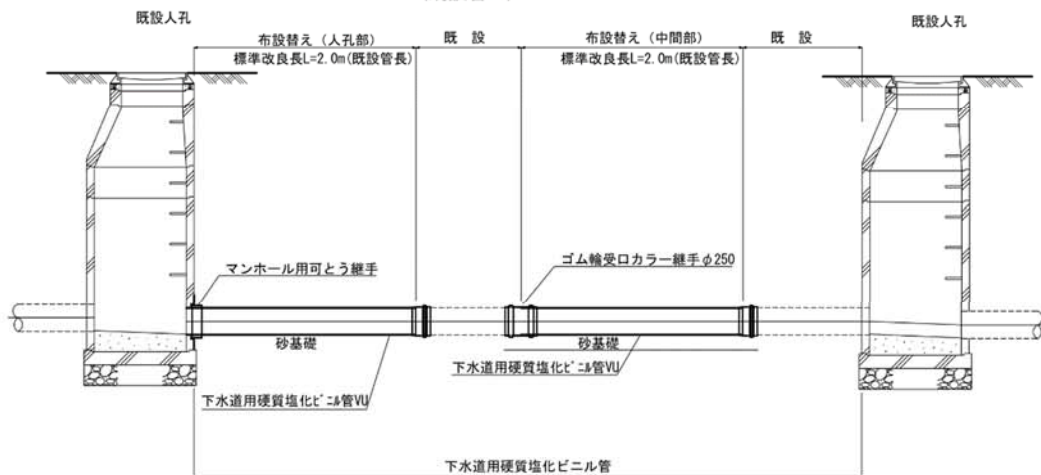 既設人孔
既設人孔
布設替え(人孔部)
既 設
布設替え(中間部)
既 設
標準改良長L=2.0m(既設管長)
標準改良長L=2.0m(既設管長)
マンホール用可とう継手
ゴム輪受口カラー継手φ250
砂基礎
砂基礎
下水道用硬質塩化ビニル管VU
下水道用硬質塩化ビニル管VU
下水道用硬質塩化ビニル管